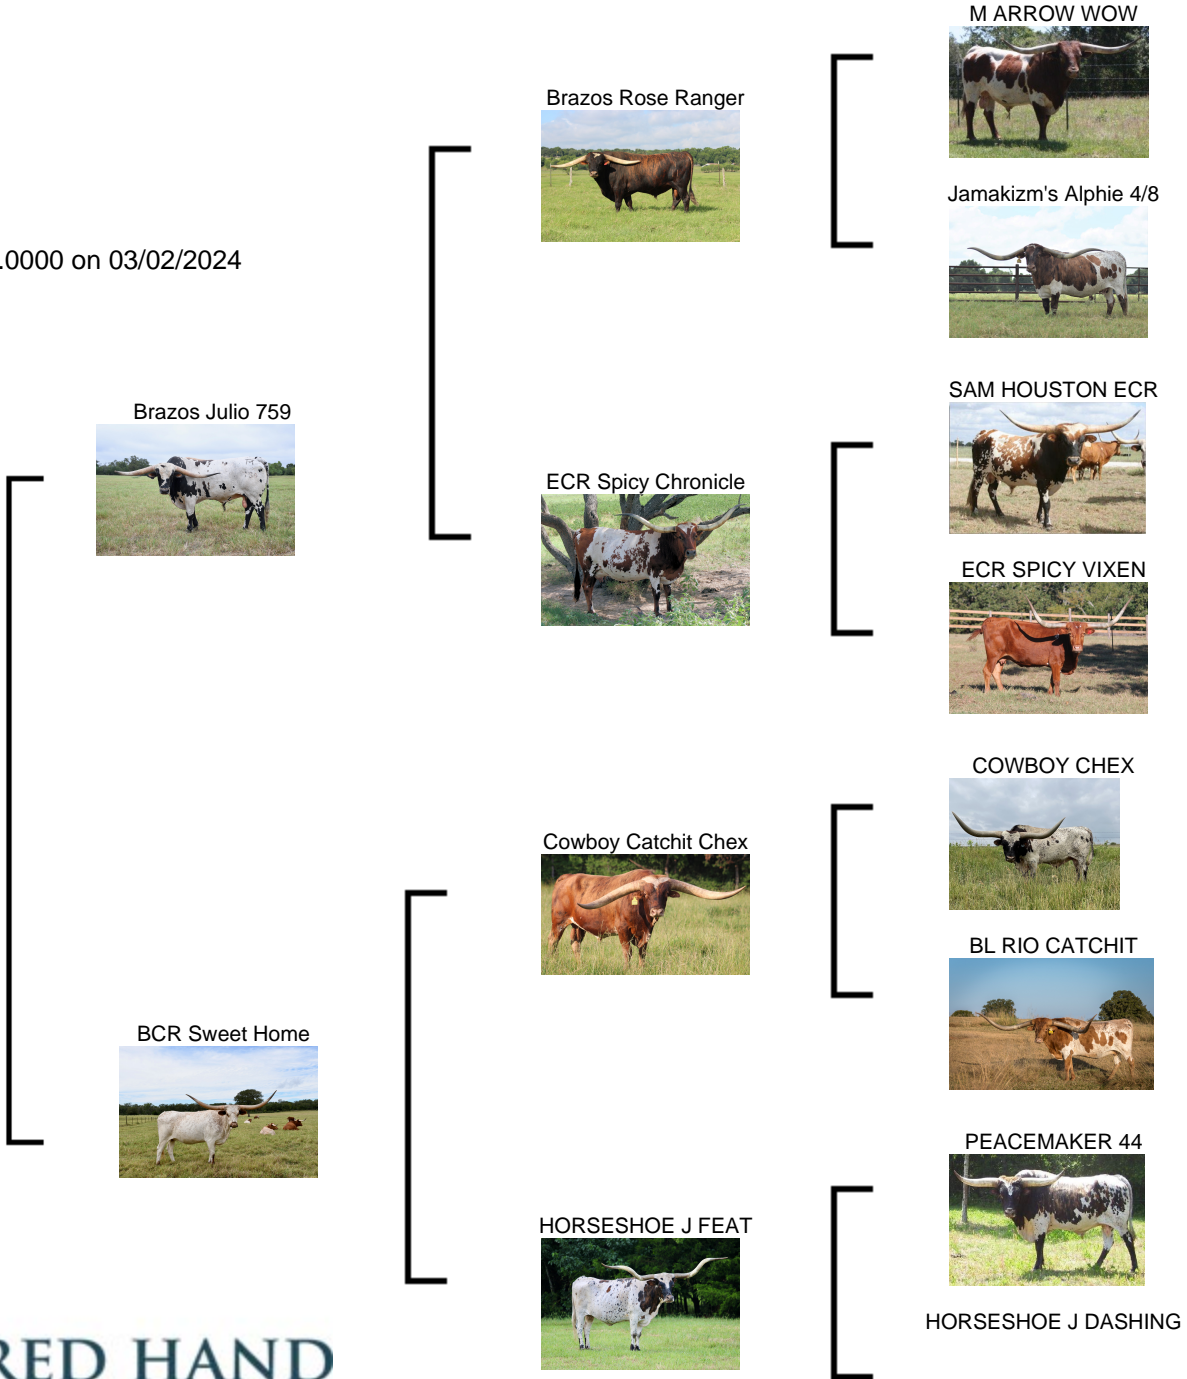 M ARROW WOW
Brazos Rose Ranger
Jamakizm's Alphie 4/8
.0000 on 03/02/2024
SAM HOUSTON ECR
Brazos Julio 759
ECR Spicy Chronicle
ECR SPICY VIXEN
COWBOY CHEX
Cowboy Catchit Chex
BL RIO CATCHIT
BCR Sweet Home
PEACEMAKER 44
HORSESHOE J FEAT
HORSESHOE J DASHING
RED HAND